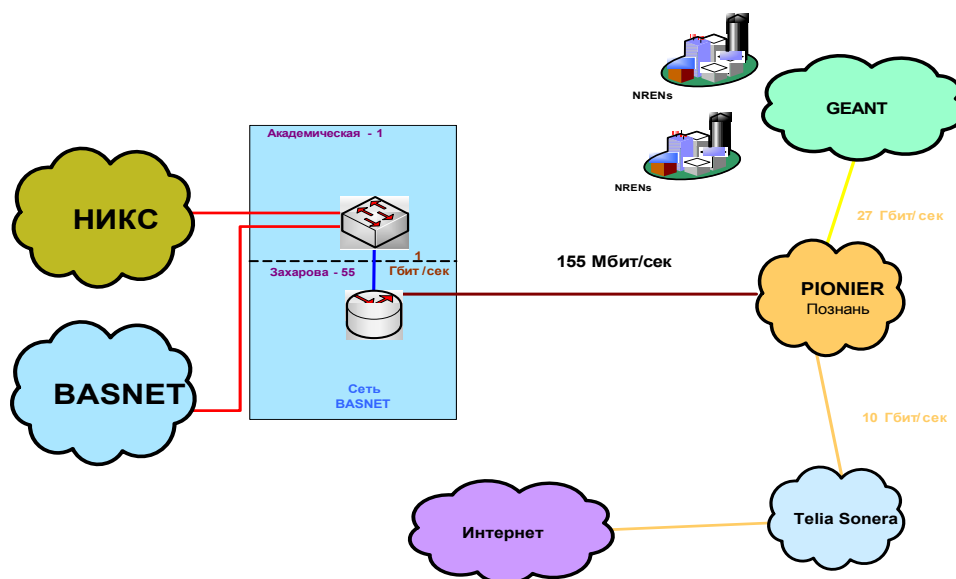 NRENs
GEANT
Академическая - 1
NRENs
НИКС
27 Гбит/сек
1
Гбит/сек
155 Мбит/сек
Захарова - 55
PIONIER
Познань
BASNET
Сеть
BASNET
10 Гбит/сек
Telia Sonera
Интернет